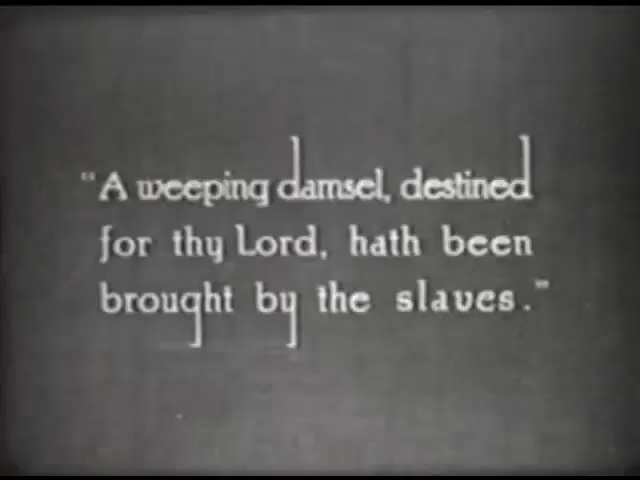 "A weeping damsel, destined
for thy Lord, hath been
brought by the slaves."